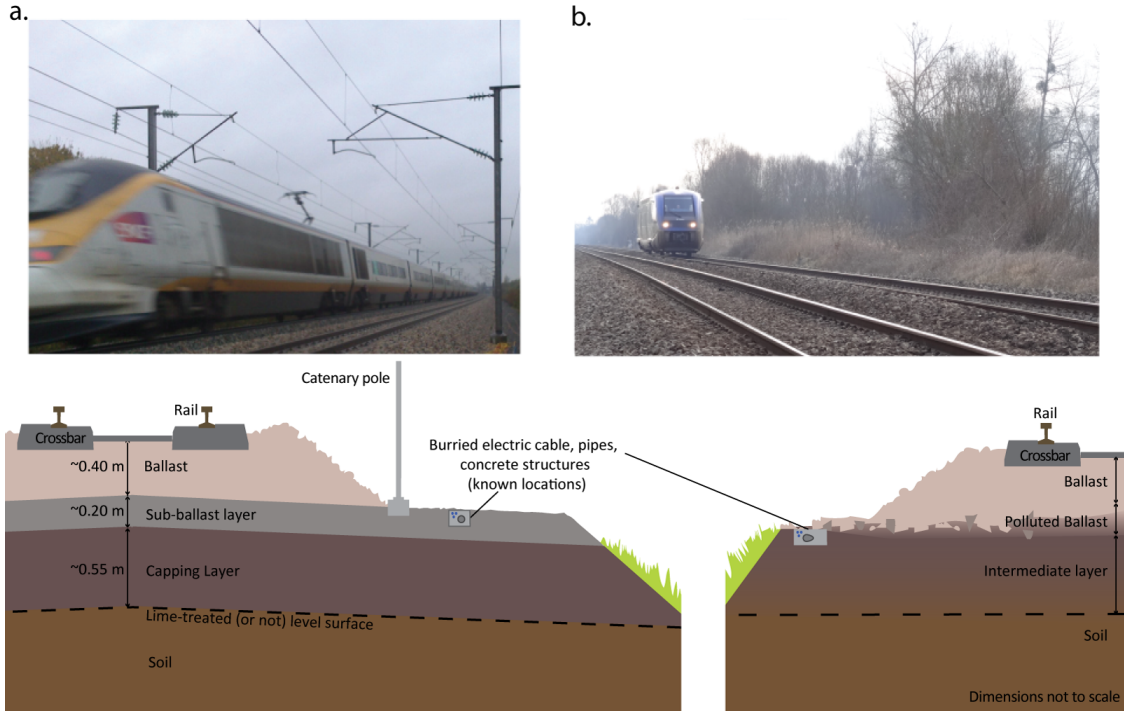 a.
b.
SNCF
Catenary pole
Rail
Crossbar
~0.40 m
Ballast
~0.20 m
Sub-ballast layer
~0.55 m
Capping Layer
Lime-treated (or not) level surface
Soil
Burried electric cable, pipes,
concrete structures
(known locations)
Rail
Crossbar
Ballast
Polluted Ballast
Intermediate layer
Soil
Dimensions not to scale